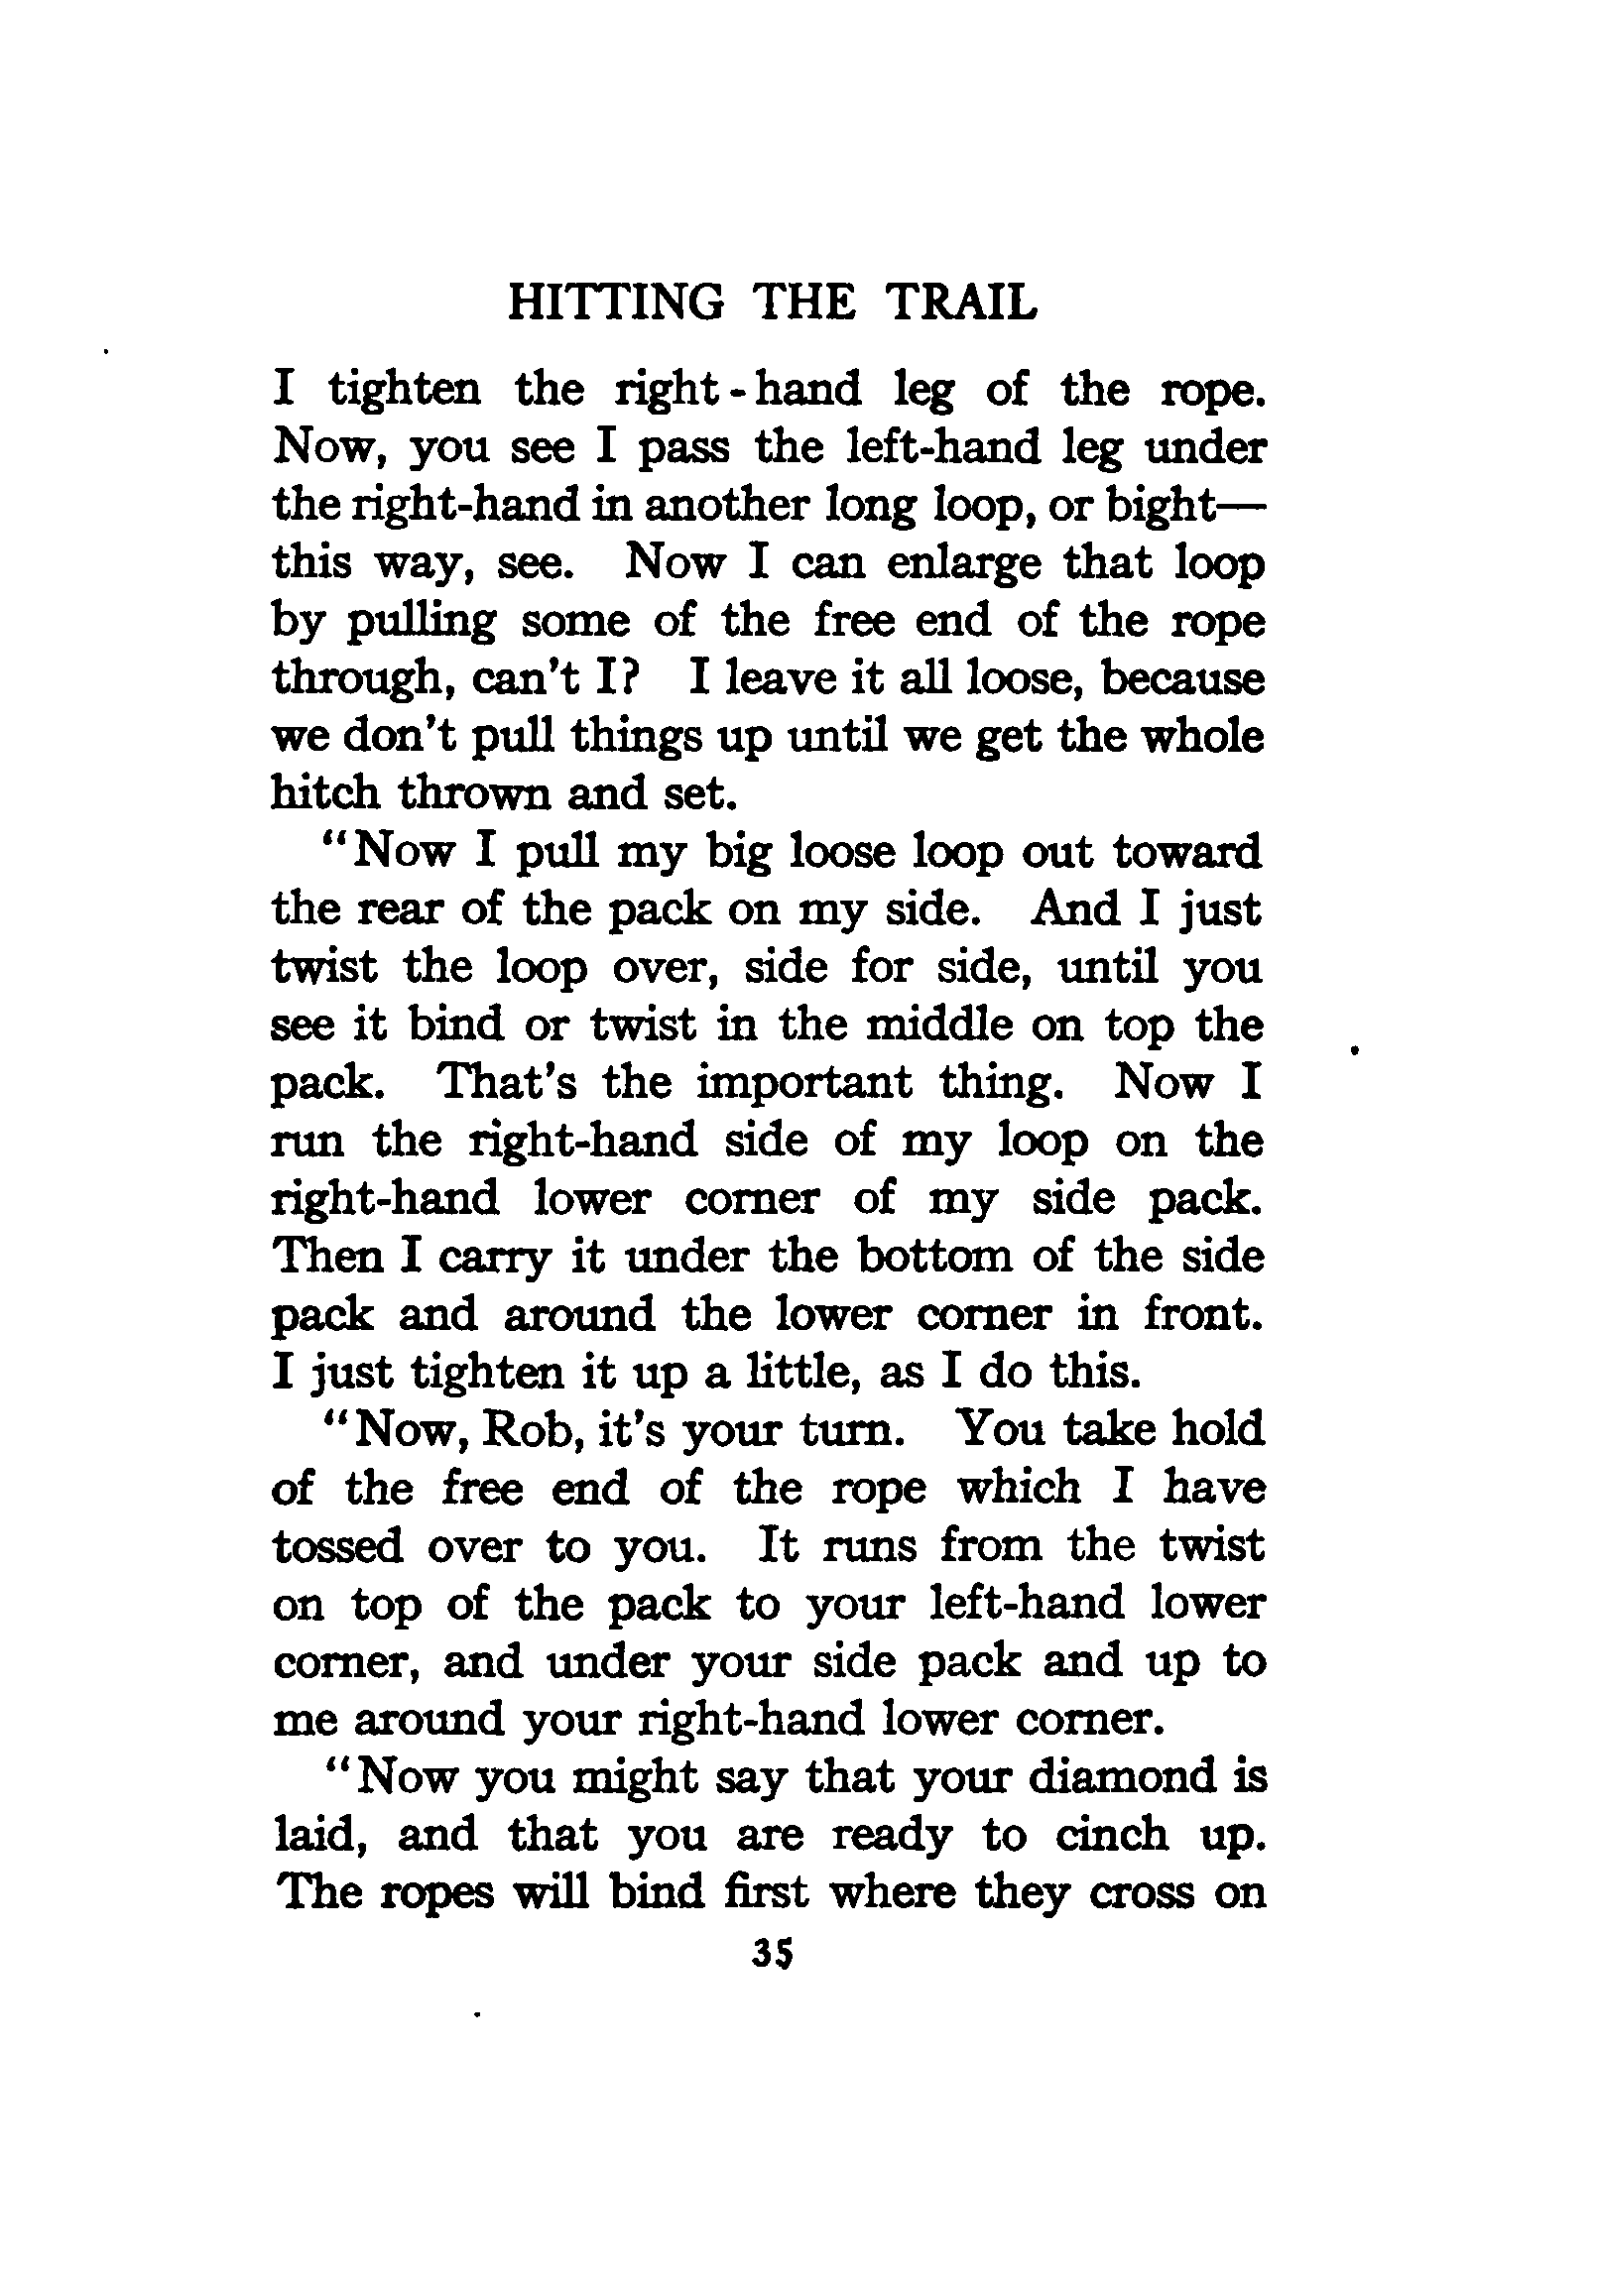 HITTING THE TRAIL
I tighten the right-hand leg of the rope.
Now, you see I pass the left-hand leg under
the right-hand in another long loop, or bight—
this way, see. Now I can enlarge that loop
by pulling some of the free end of the rope
through, can't I? I leave it all loose, because
we don't pull things up until we get the whole
hitch thrown and set.
"Now I pull my big loose loop out toward
the rear of the pack on my side. And I just
twist the loop over, side for side, until you
see it bind or twist in the middle on top the
pack. That's the important thing. Now I
run the right-hand side of my loop on the
right-hand lower corner of my side pack.
Then I carry it under the bottom of the side
pack and around the lower corner in front.
I just tighten it up a little, as I do this.
"Now, Rob, it's your turn. You take hold
of the free end of the rope which I have
tossed over to you. It runs from the twist
on top of the pack to your left-hand lower
corner, and under your side pack and up to
me around your right-hand lower corner.
"Now you might say that your diamond is
laid, and that you are ready to cinch up.
The ropes will bind first where they cross on
35